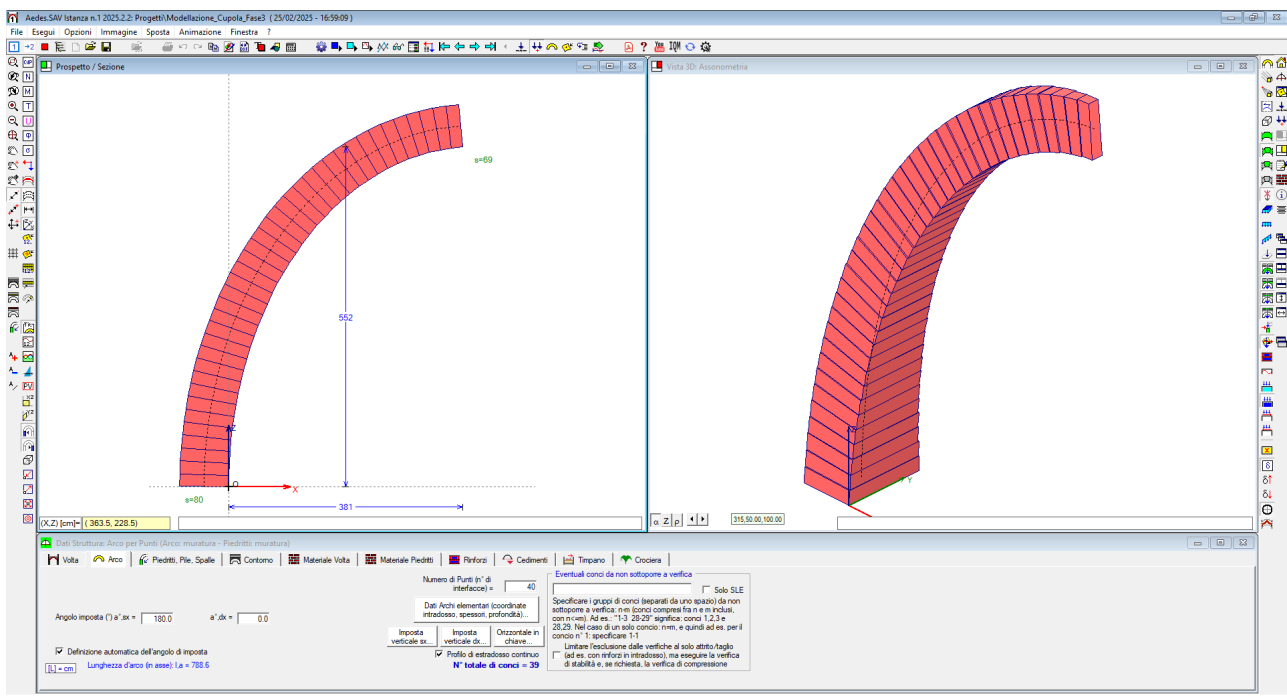 Aedes.SAV Istanza n.1 2025.2.2: Progetti\Modellazione_Cupola_Fase3 ( 25/02/2025 - 16:59:09 )
File Esegui Opzioni Immagine Sposta Animazione Finestra ?
Prospetto / Sezione
Vista 3D: Assonometria
s=69
552
Z
O
X
s=80
381
Y
(X,Z) [cm]= ( 363.5, 228.5)
α Z ρ 315,50.00,100.00
Dati Struttura: Arco per Punti (Arco: muratura - Piedritti: muratura)
Volta Arco Piedritti, Pile, Spalle Contorno Materiale Volta Materiale Piedritti Rinforzi Cedimenti Timpano Crociera
Numero di Punti (n° di interfacce) = 40
Dati Archi elementari (coordinate intradosso, spessori, profondità)...
Angolo imposta (°) a°,sx = 180.0 a°,dx = 0.0
Imposta verticale sx...
Imposta verticale dx...
Orizzontale in chiave...
Definizione automatica dell'angolo di imposta
Profilo di estradosso continuo
[L] = cm
Lunghezza d'arco (in asse): l,a = 788.6
N° totale di conci = 39
Eventuali conci da non sottoporre a verifica
Solo SLE
Specificare i gruppi di conci (separati da uno spazio) da non
sottoporre a verifica: n-m (conci compresi fra n e m inclusi,
con n<=m). Ad es.: "1-3 28-29" significa: conci 1,2,3 e
28,29. Nel caso di un solo concio: n=m, e quindi ad es. per il
concio n° 1: specificare 1-1
Limitare l'esclusione dalle verifiche al solo attrito/taglio
(ad es. con rinforzi in intradosso), ma eseguire la verifica
di stabilità e, se richiesta, la verifica di compressione